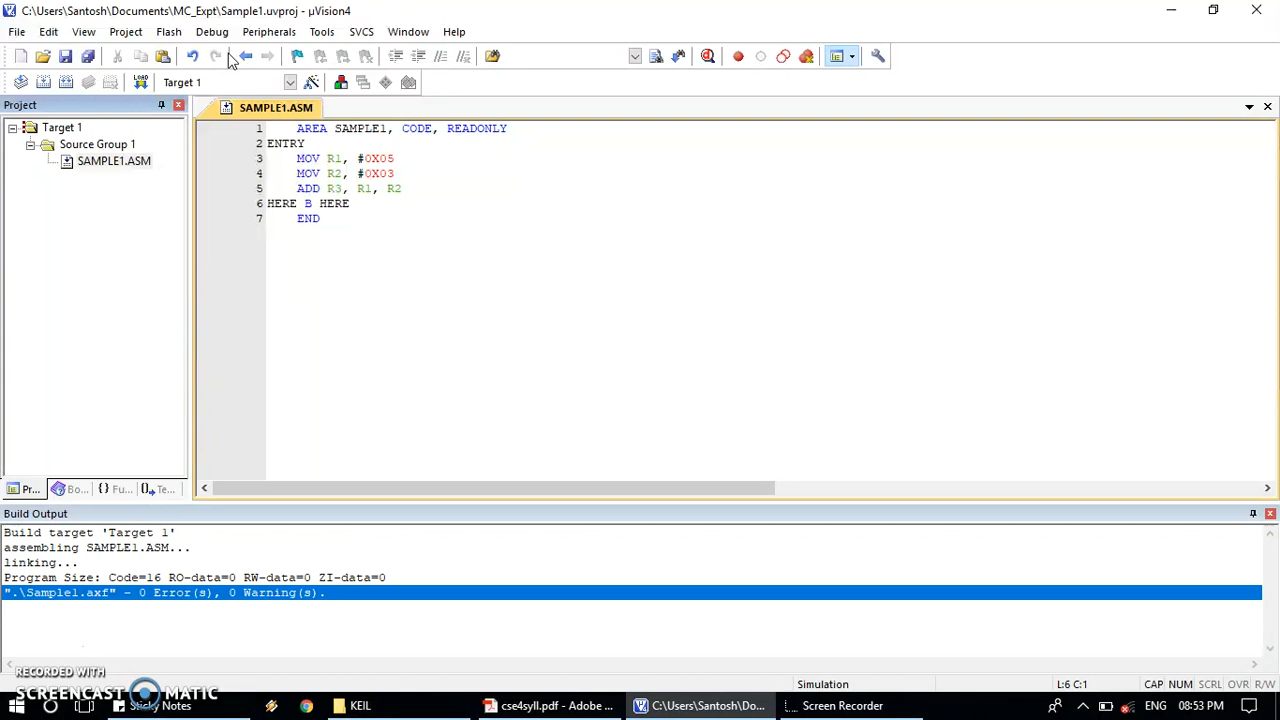 C:\Users\Santosh\Documents\MC_Expt\Sample1.uvproj - µVision4
File Edit View Project Flash Debug Peripherals Tools SVCS Window Help
LOAD Target 1
Project
SAMPLE1.ASM
Target 1
Source Group 1
SAMPLE1.ASM
1 AREA SAMPLE1, CODE, READONLY
2 ENTRY
3 MOV R1, #0X05
4 MOV R2, #0X03
5 ADD R3, R1, R2
6 HERE B HERE
7 END
Pr... Bo... {} Fu... Te...
Build Output
Build target 'Target 1'
assembling SAMPLE1.ASM...
linking...
Program Size: Code=16 RO-data=0 RW-data=0 ZI-data=0
".\Sample1.axf" - 0 Error(s), 0 Warning(s).
RECORDED WITH
SCREENCAST MATIC
Simulation L:6 C:1 CAP NUM SCRL OVR R/W
Sticky Notes KEIL cse4syll.pdf - Adobe ... C:\Users\Santosh\Do... Screen Recorder ENG 08:53 PM